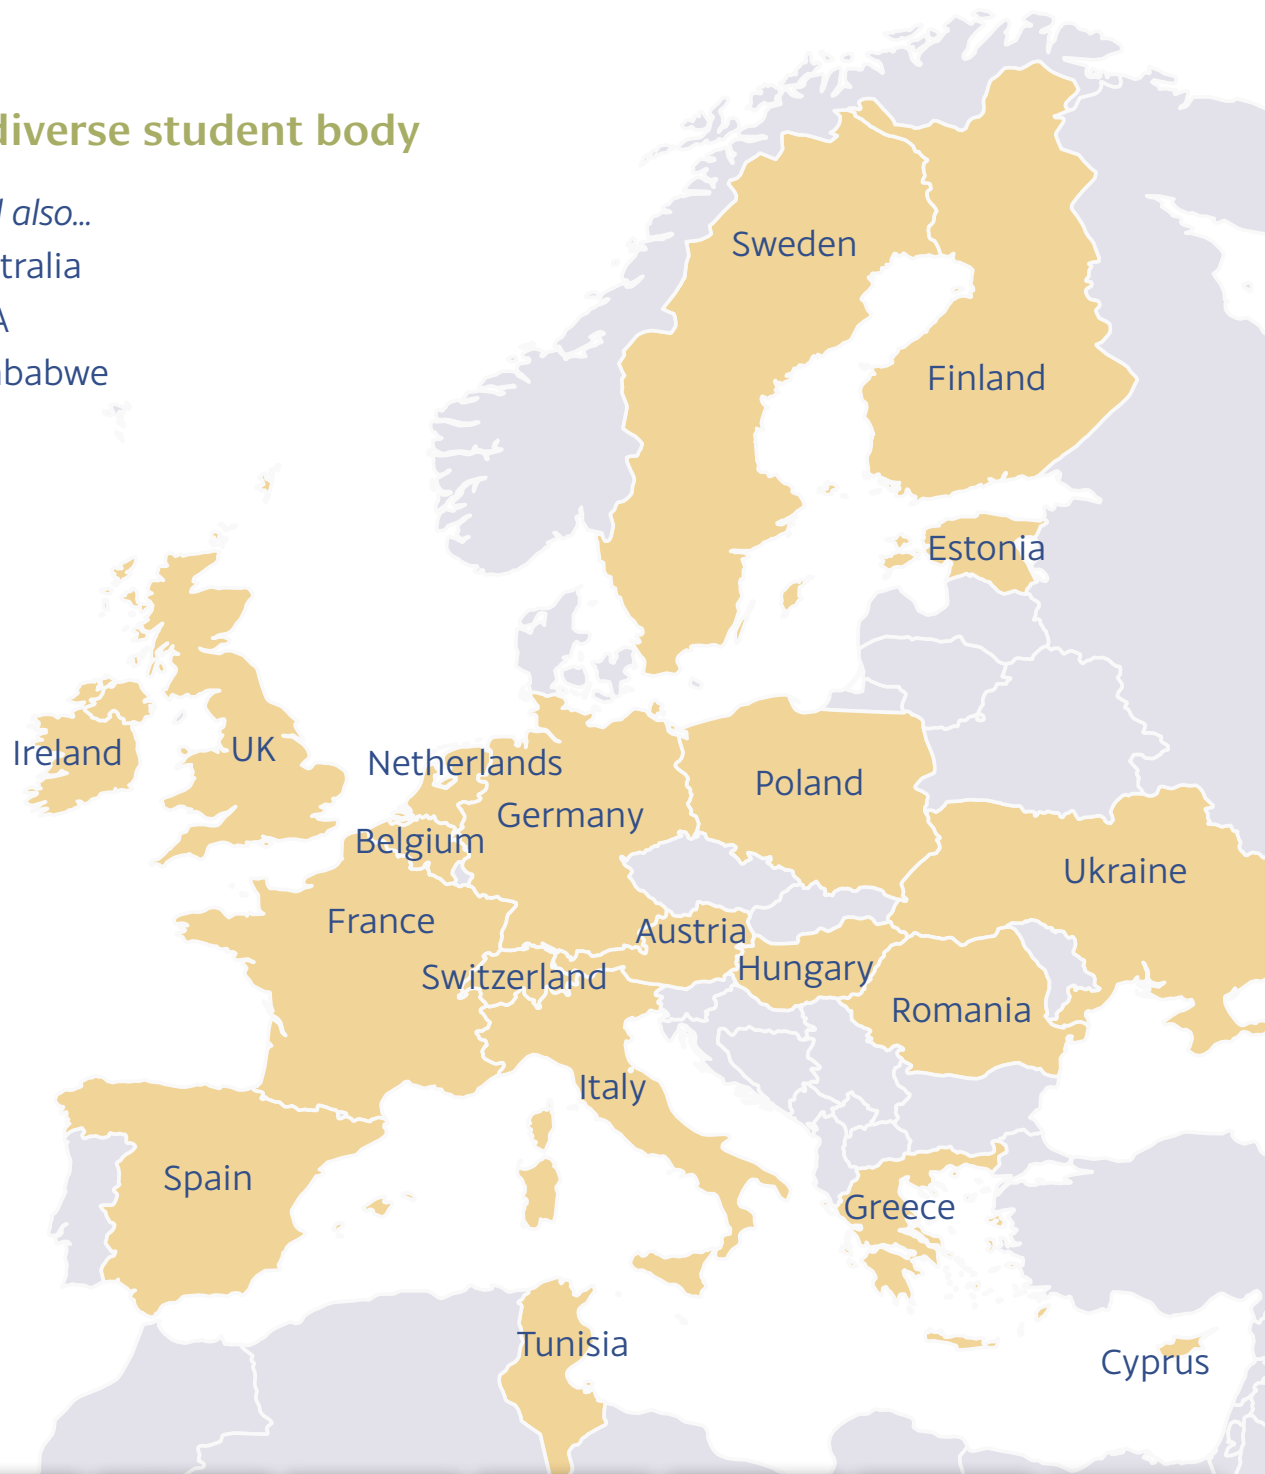 diverse student body
also...
tralia
A
babwe
Sweden
Finland
Estonia
Ireland
UK
Netherlands
Poland
Germany
Belgium
Ukraine
France
Austria
Switzerland
Hungary
Romania
Italy
Spain
Greece
Tunisia
Cyprus